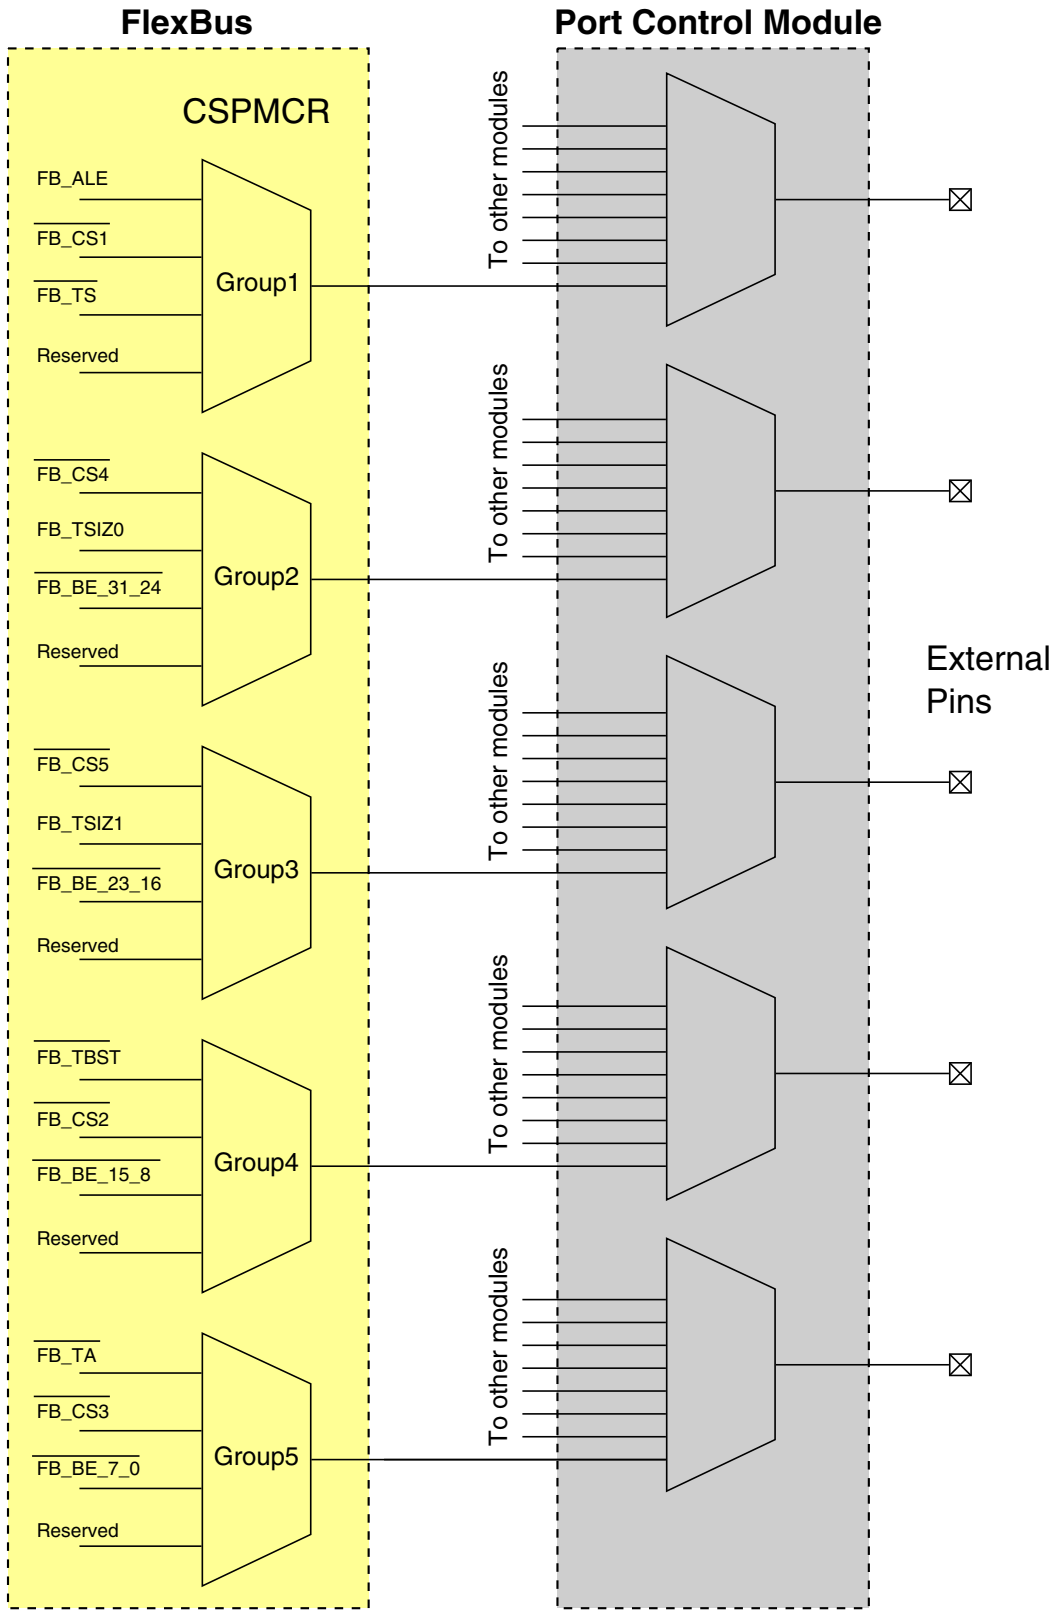 FlexBus
Port Control Module
CSPMCR
FB_ALE
FB_CS1
FB_TS
Reserved
Group1
To other modules
FB_CS4
FB_TSIZ0
FB_BE_31_24
Reserved
Group2
To other modules
External
Pins
FB_CS5
FB_TSIZ1
FB_BE_23_16
Reserved
Group3
To other modules
FB_TBST
FB_CS2
FB_BE_15_8
Reserved
Group4
To other modules
FB_TA
FB_CS3
FB_BE_7_0
Reserved
Group5
To other modules